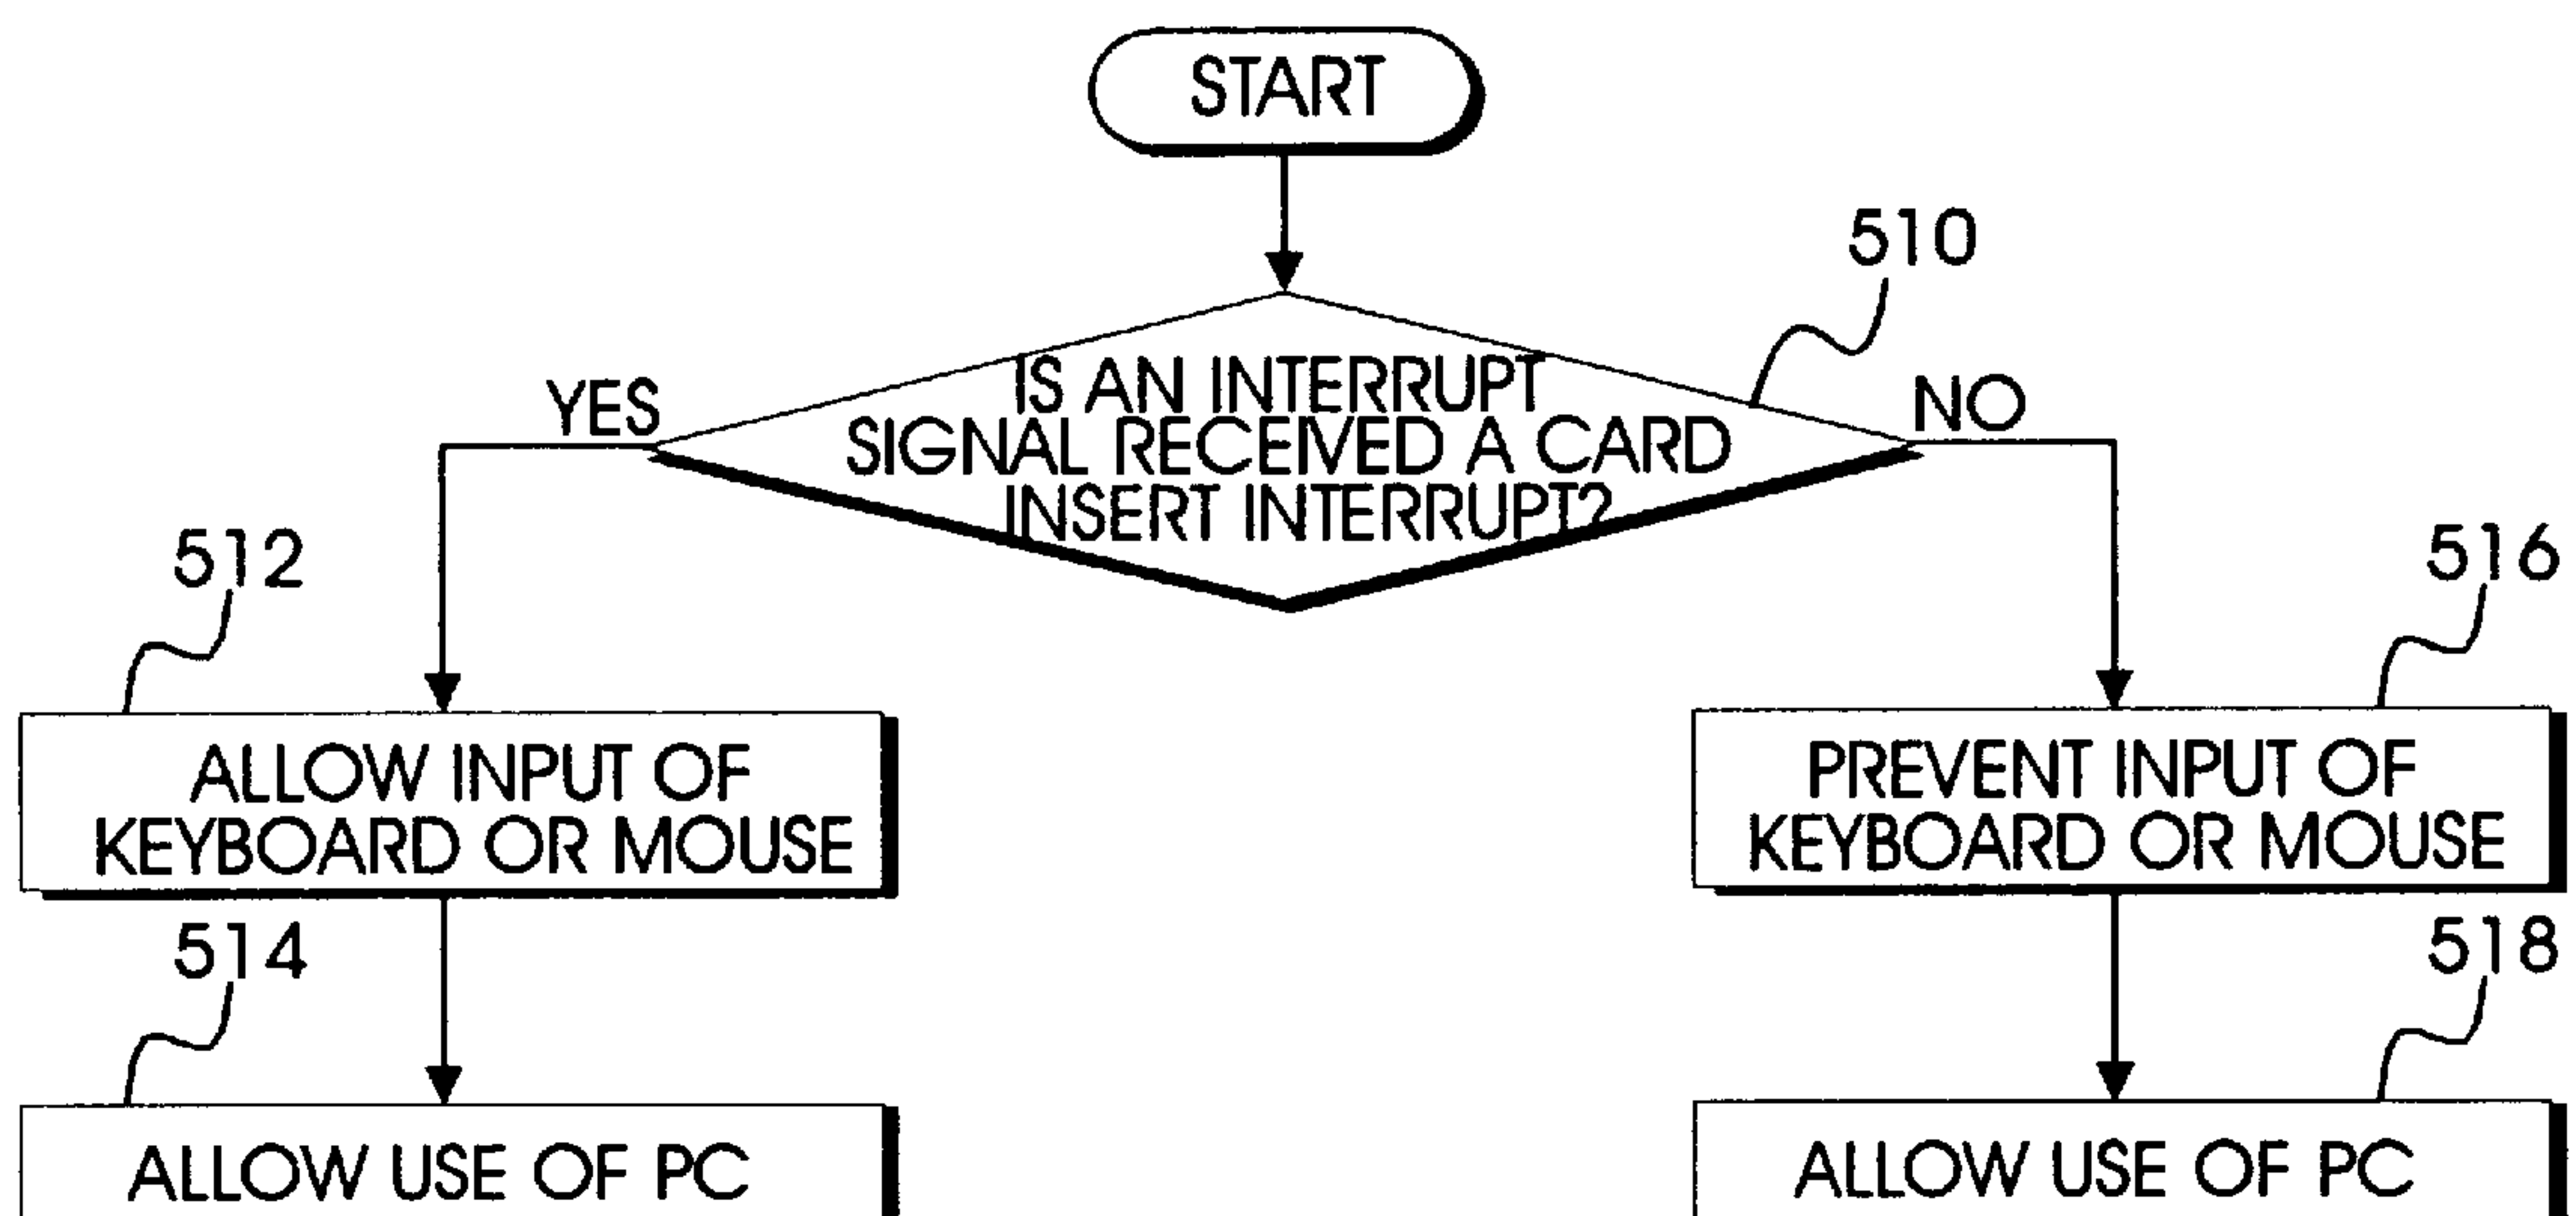 START
510
IS AN INTERRUPT
SIGNAL RECEIVED A CARD
INSERT INTERRUPT?
YES
NO
512
516
ALLOW INPUT OF
KEYBOARD OR MOUSE
PREVENT INPUT OF
KEYBOARD OR MOUSE
514
518
ALLOW USE OF PC
ALLOW USE OF PC